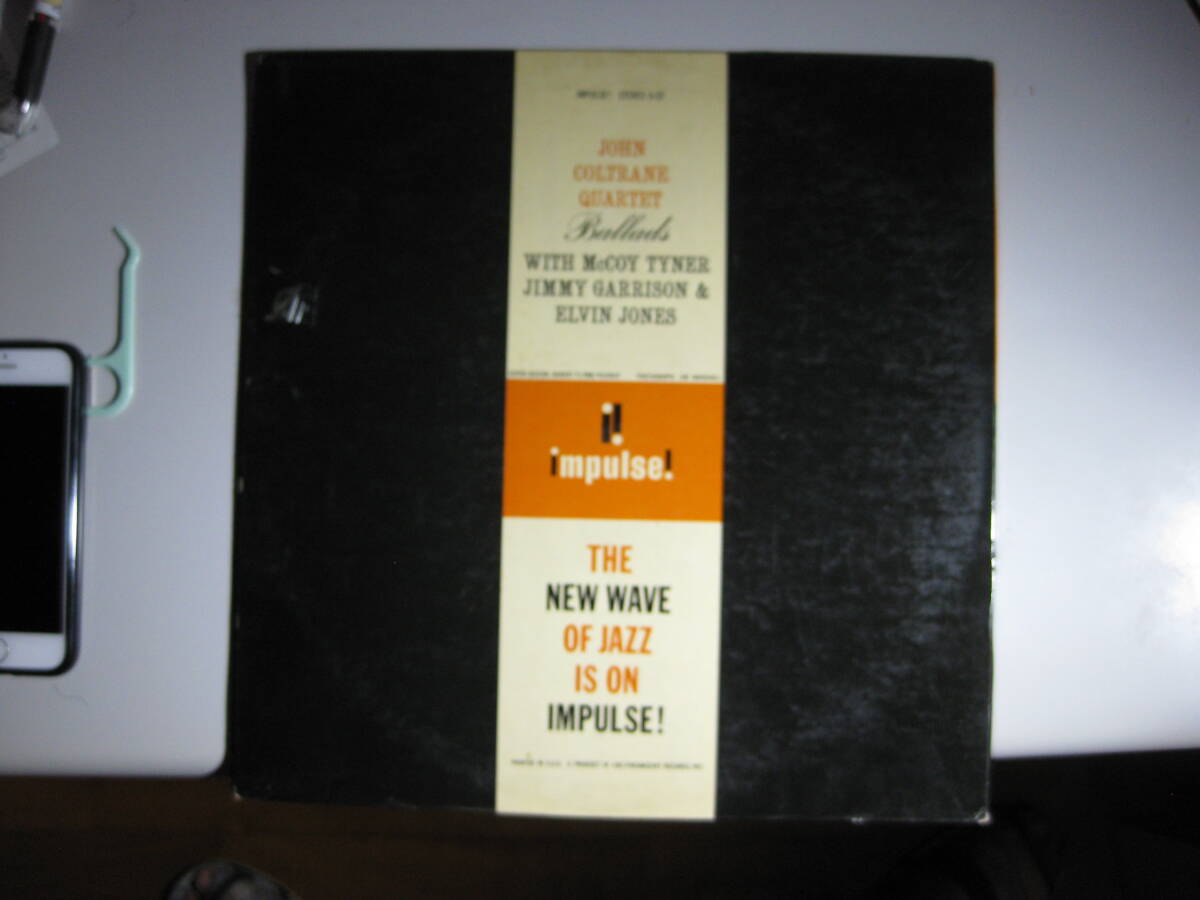 JOHN
COLTRANE
QUARTET
Ballads
WITH McCOY TYNER
JIMMY GARRISON &
ELVIN JONES
i!
impulse!
THE
NEW WAVE
OF JAZZ
IS ON
IMPULSE!